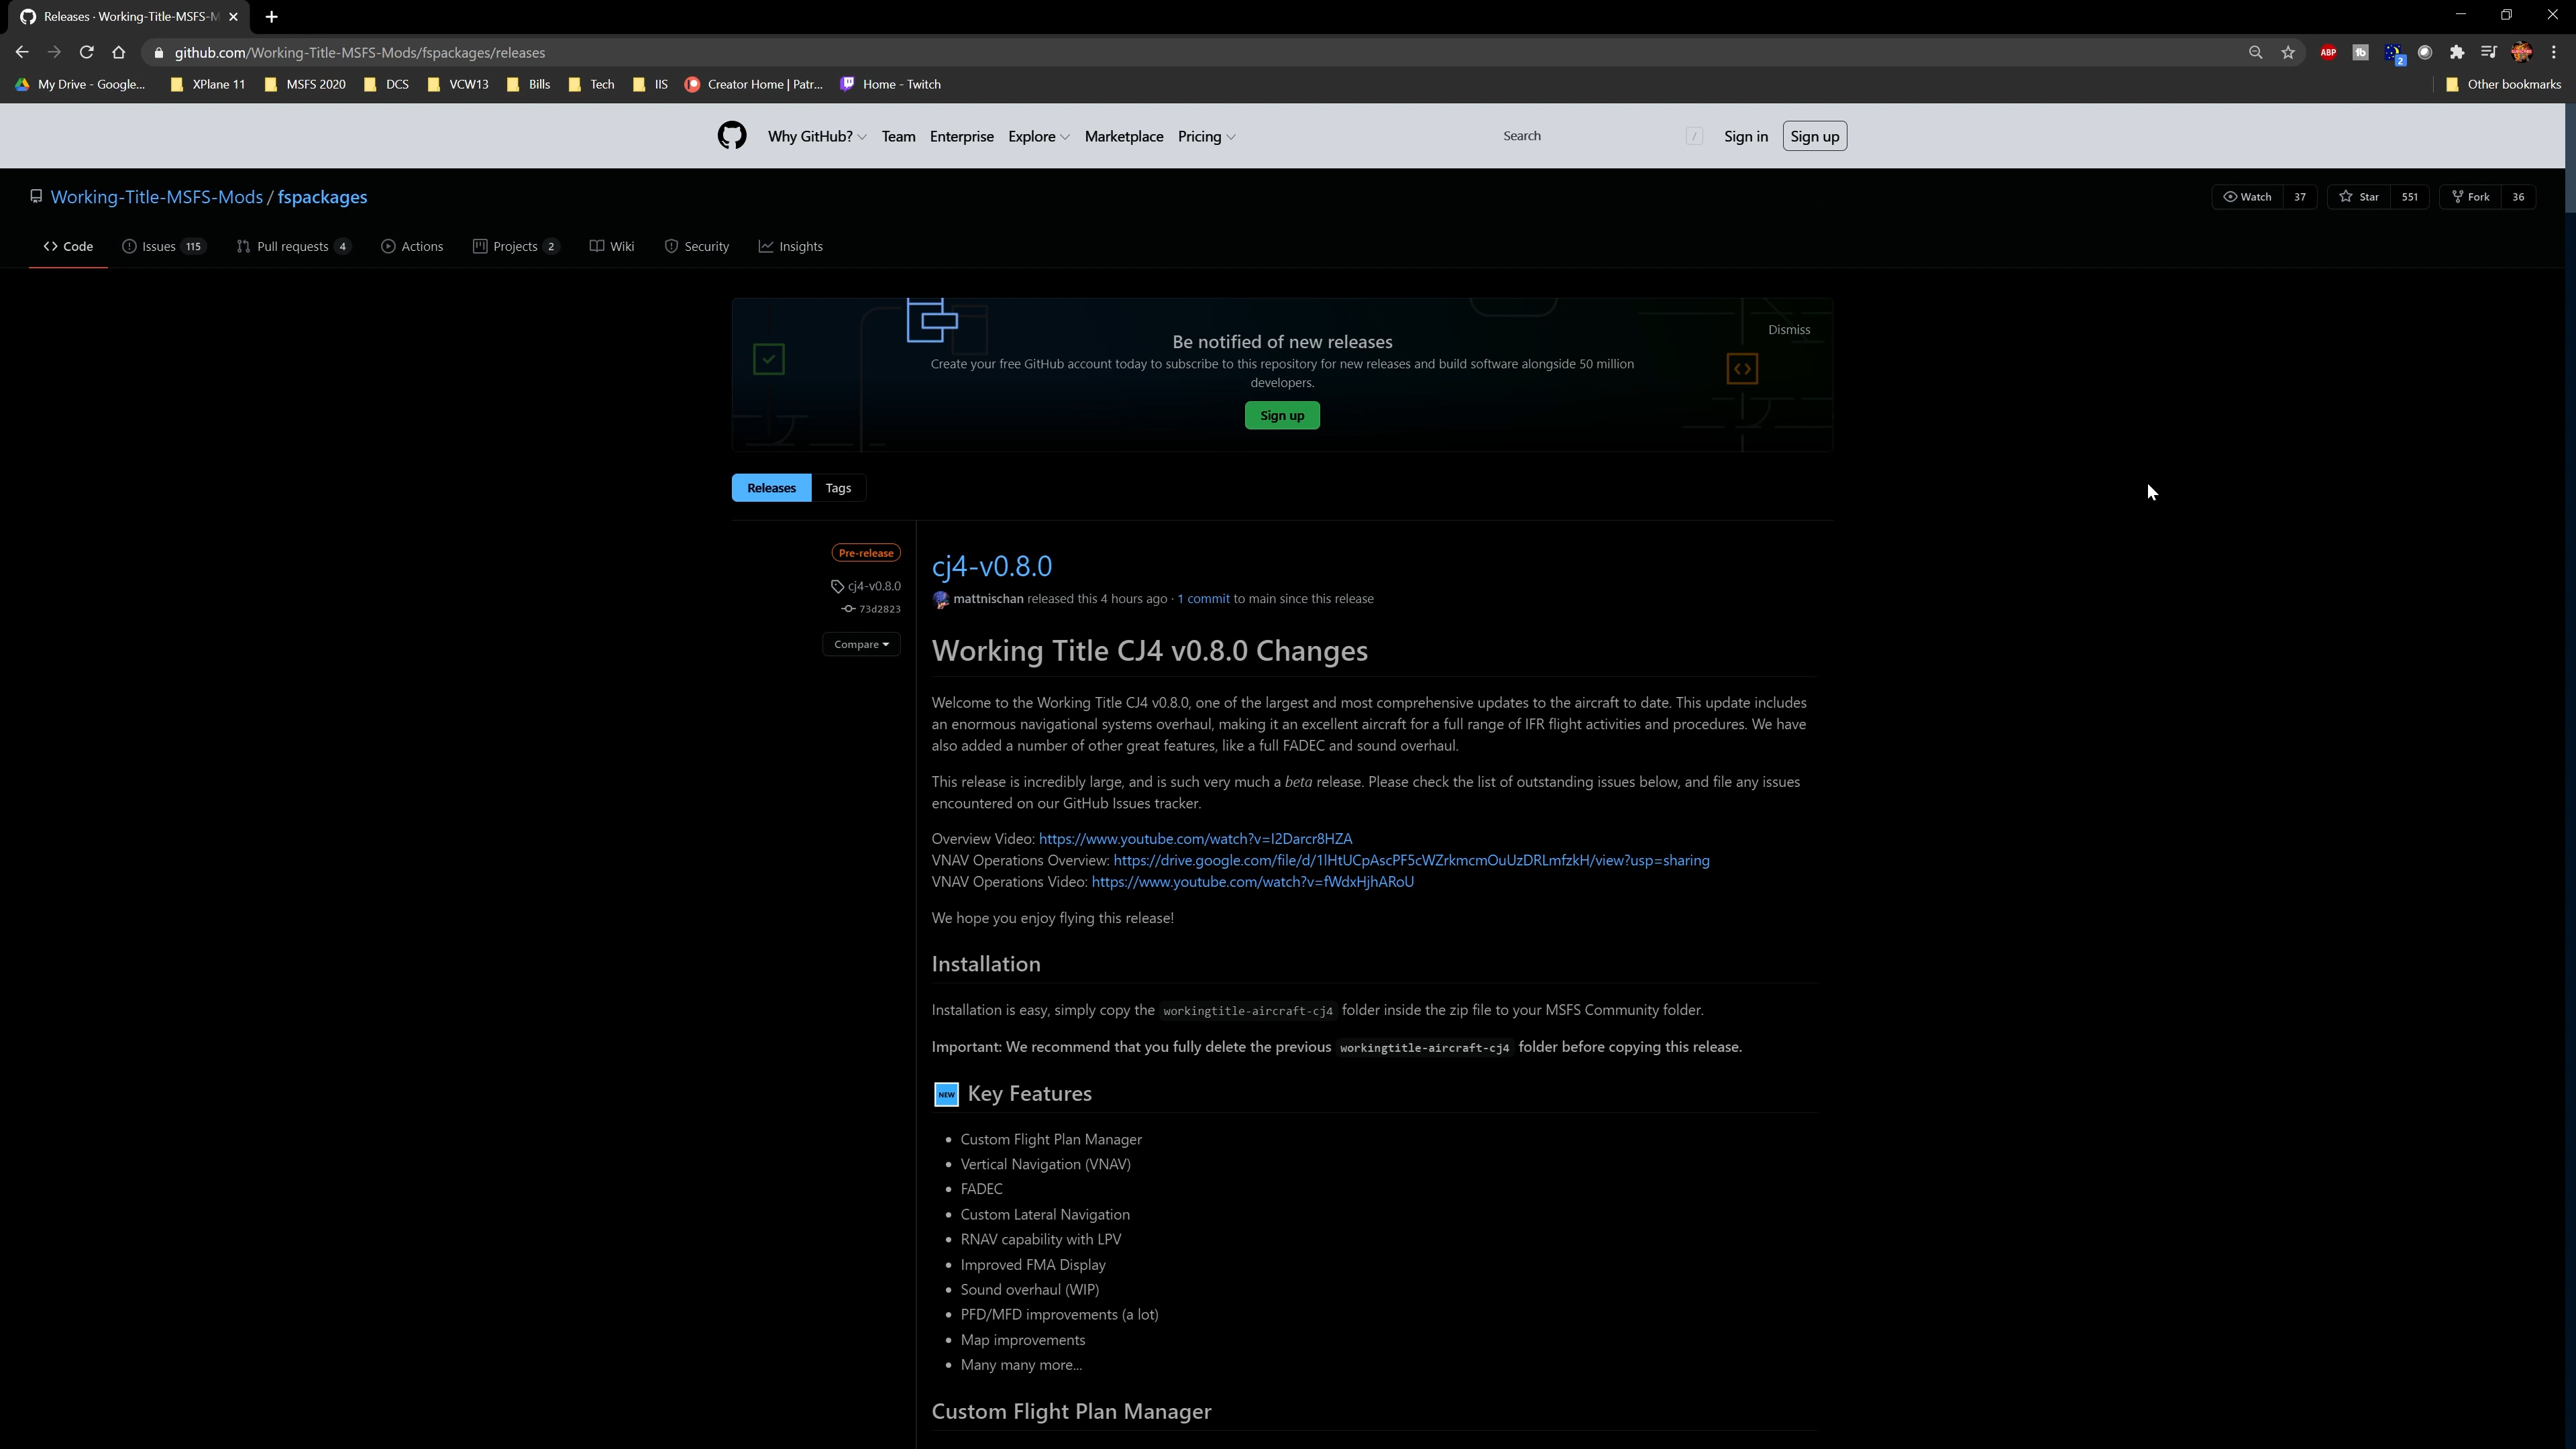 Releases · Working-Title-MSFS-M
github.com/Working-Title-MSFS-Mods/fspackages/releases
ABP
tb
2
My Drive - Google...
XPlane 11
MSFS 2020
DCS
VCW13
Bills
Tech
IIS
Creator Home | Patr...
Home - Twitch
Other bookmarks
Why GitHub?
Team
Enterprise
Explore
Marketplace
Pricing
Search
/
Sign in
Sign up
Working-Title-MSFS-Mods / fspackages
Watch 37
Star 551
Fork 36
Code
Issues 115
Pull requests 4
Actions
Projects 2
Wiki
Security
Insights
Be notified of new releases
Dismiss
Create your free GitHub account today to subscribe to this repository for new releases and build software alongside 50 million
developers.
Sign up
Releases
Tags
Pre-release
cj4-v0.8.0
73d2823
Compare
cj4-v0.8.0
mattnischan released this 4 hours ago · 1 commit to main since this release
Working Title CJ4 v0.8.0 Changes
Welcome to the Working Title CJ4 v0.8.0, one of the largest and most comprehensive updates to the aircraft to date. This update includes
an enormous navigational systems overhaul, making it an excellent aircraft for a full range of IFR flight activities and procedures. We have
also added a number of other great features, like a full FADEC and sound overhaul.
This release is incredibly large, and is such very much a beta release. Please check the list of outstanding issues below, and file any issues
encountered on our GitHub Issues tracker.
Overview Video: https://www.youtube.com/watch?v=I2Darcr8HZA
VNAV Operations Overview: https://drive.google.com/file/d/1lHtUCpAscPF5cWZrkmcmOuUzDRLmfzkH/view?usp=sharing
VNAV Operations Video: https://www.youtube.com/watch?v=fWdxHjhARoU
We hope you enjoy flying this release!
Installation
Installation is easy, simply copy the workingtitle-aircraft-cj4 folder inside the zip file to your MSFS Community folder.
Important: We recommend that you fully delete the previous workingtitle-aircraft-cj4 folder before copying this release.
NEW Key Features
• Custom Flight Plan Manager
• Vertical Navigation (VNAV)
• FADEC
• Custom Lateral Navigation
• RNAV capability with LPV
• Improved FMA Display
• Sound overhaul (WIP)
• PFD/MFD improvements (a lot)
• Map improvements
• Many many more...
Custom Flight Plan Manager